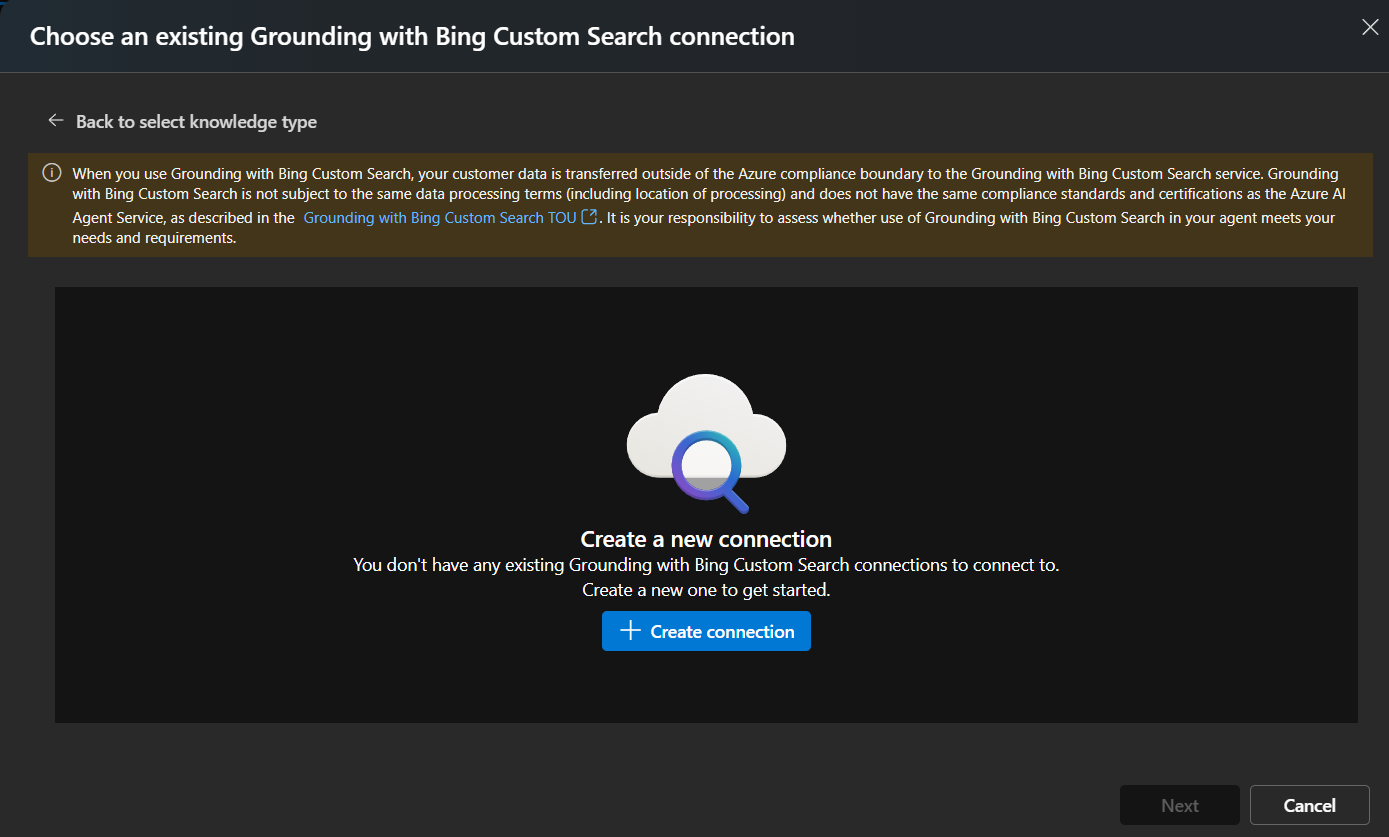 Choose an existing Grounding with Bing Custom Search connection
Back to select knowledge type
When you use Grounding with Bing Custom Search, your customer data is transferred outside of the Azure compliance boundary to the Grounding with Bing Custom Search service. Grounding
with Bing Custom Search is not subject to the same data processing terms (including location of processing) and does not have the same compliance standards and certifications as the Azure AI
Agent Service, as described in the Grounding with Bing Custom Search TOU. It is your responsibility to assess whether use of Grounding with Bing Custom Search in your agent meets your
needs and requirements.
Create a new connection
You don't have any existing Grounding with Bing Custom Search connections to connect to.
Create a new one to get started.
Create connection
Next
Cancel